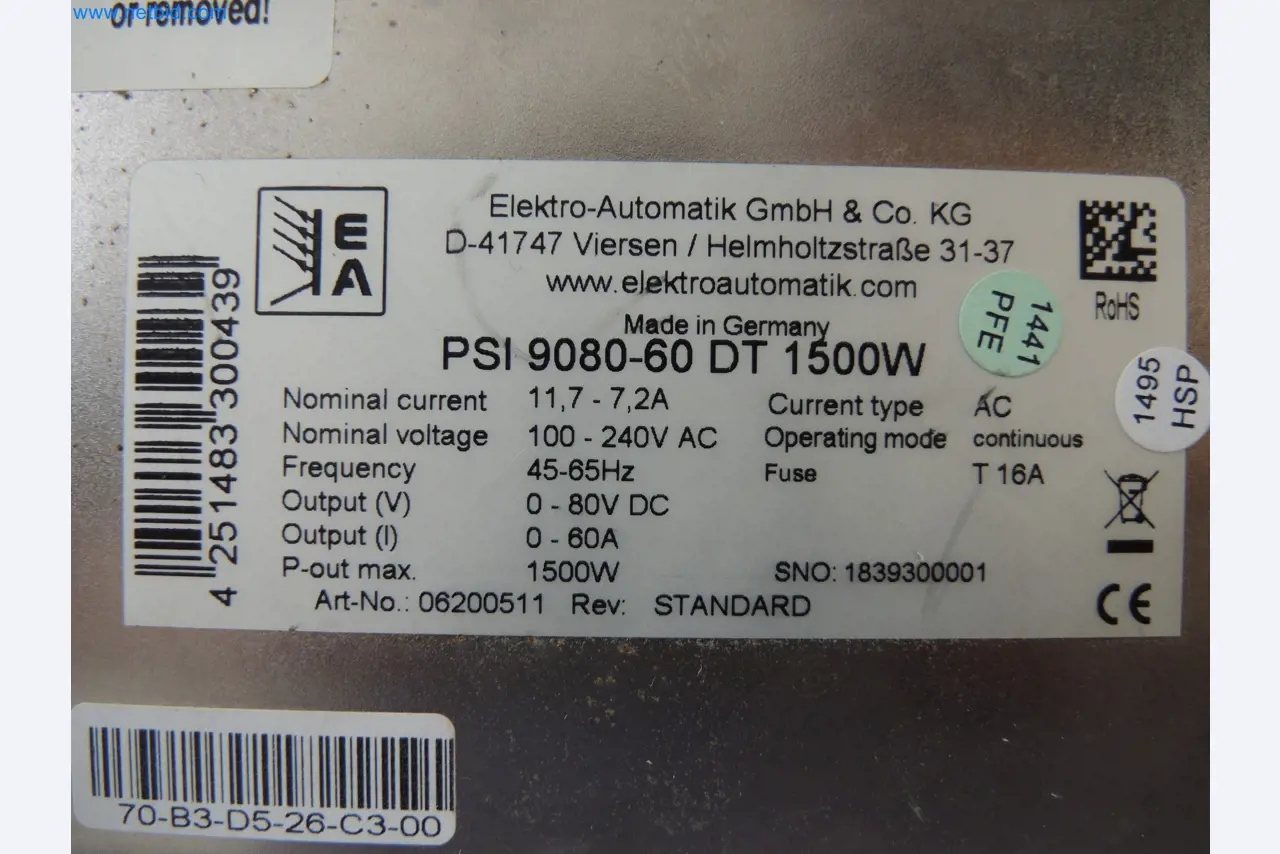 www.netbid.com
or removed!
EA
Elektro-Automatik GmbH & Co. KG
D-41747 Viersen / Helmholtzstraße 31-37
www.elektroautomatik.com
Made in Germany
PSI 9080-60 DT 1500W
RoHS
1441 PFE
1495 HSP
Nominal current 11,7 - 7,2A Current type AC
Nominal voltage 100 - 240V AC Operating mode continuous
Frequency 45-65Hz Fuse T 16A
Output (V) 0 - 80V DC
Output (I) 0 - 60A
P-out max. 1500W SNO: 1839300001
Art-No.: 06200511 Rev: STANDARD
CE
4 251483 300439
70-B3-D5-26-C3-00